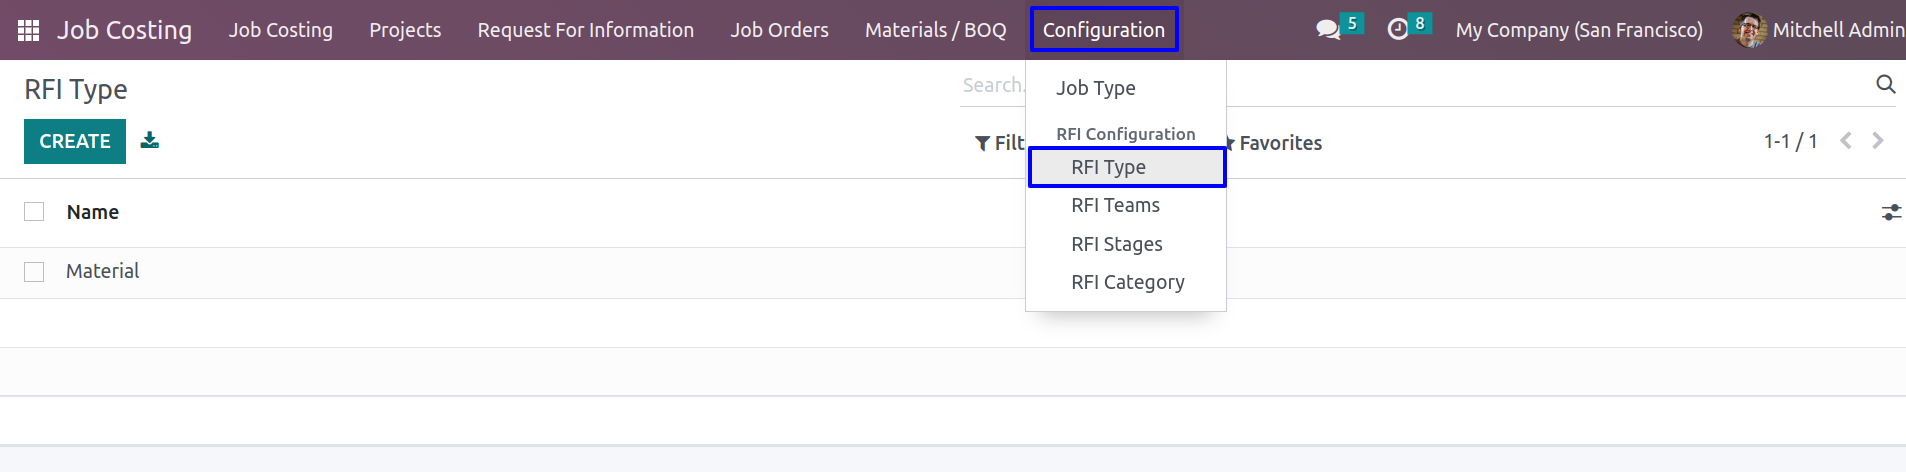 Job Costing Job Costing Projects Request For Information Job Orders Materials / BOQ Configuration 5 8 My Company (San Francisco) Mitchell Admin
RFI Type
Search.
Job Type
CREATE
RFI Configuration
Filt
Favorites
1-1 / 1
RFI Type
RFI Teams
RFI Stages
RFI Category
Name
Material